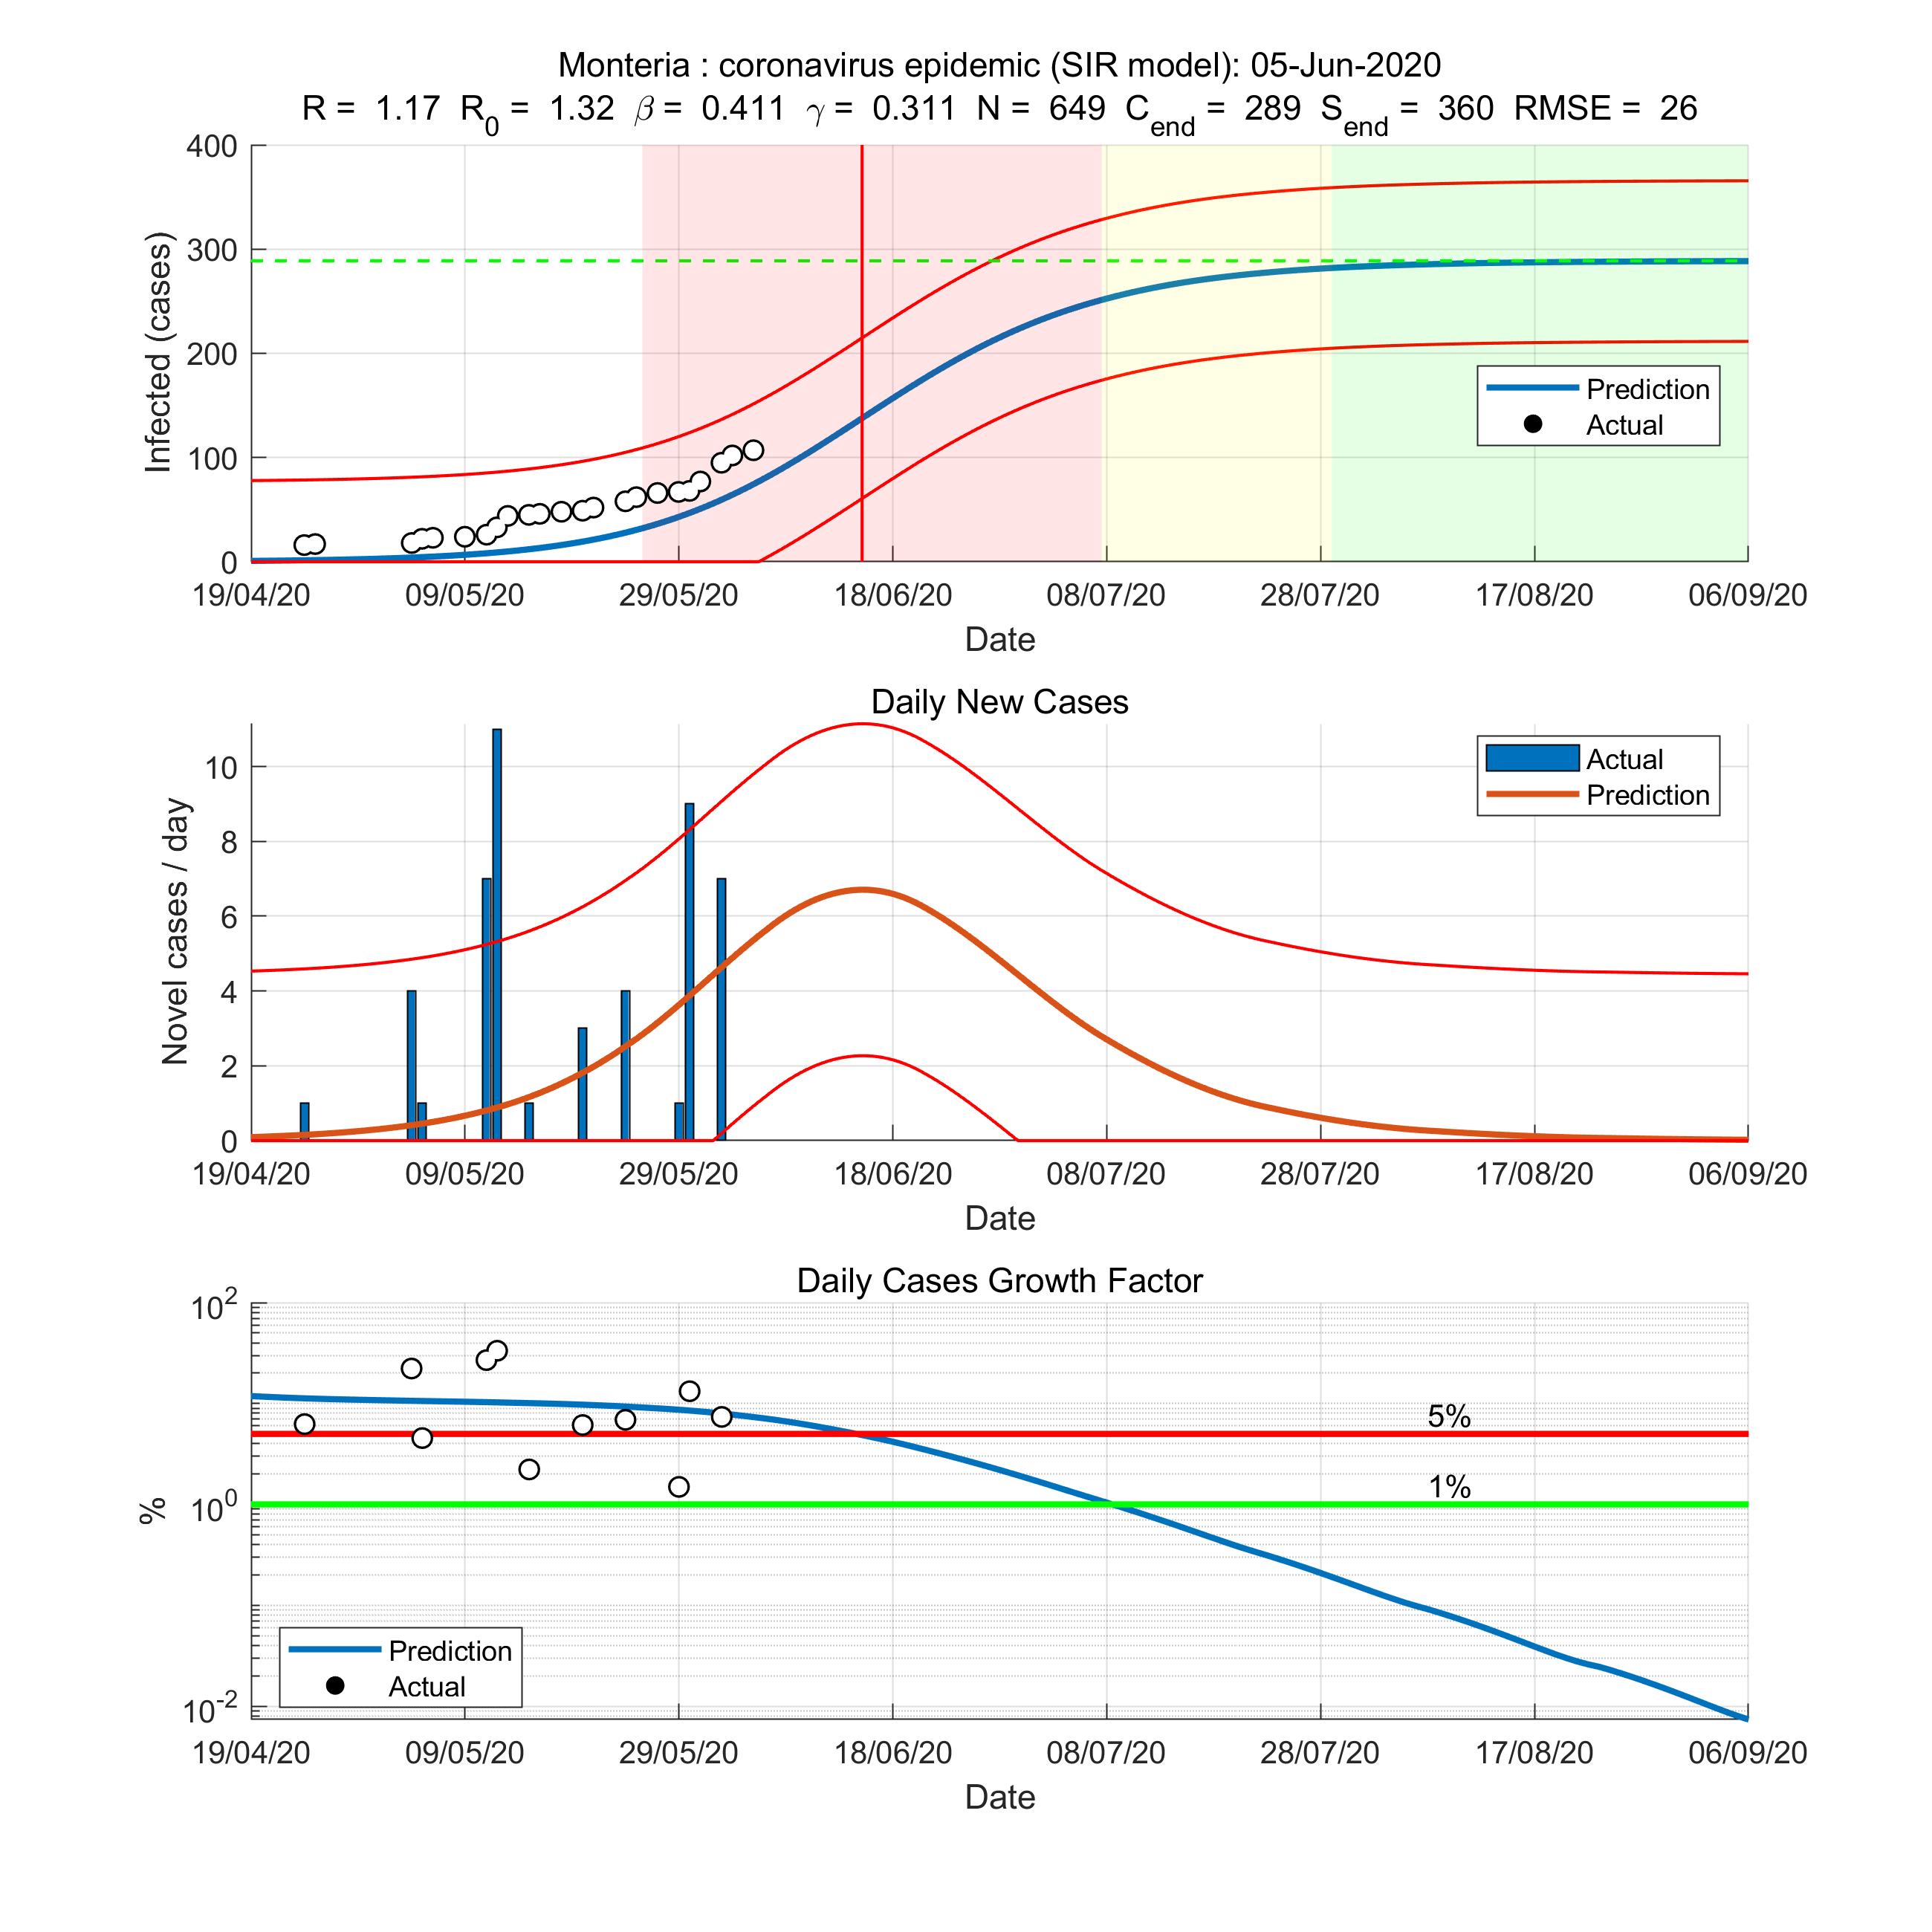 Monteria : coronavirus epidemic (SIR model): 05-Jun-2020
R = 1.17 R0 = 1.32 β = 0.411 γ = 0.311 N = 649 Cend = 289 Send = 360 RMSE = 26
400
300
200
100
0
Infected (cases)
Prediction
Actual
19/04/20 09/05/20 29/05/20 18/06/20 08/07/20 28/07/20 17/08/20 06/09/20
Date
Daily New Cases
10
8
6
4
2
0
Novel cases / day
Actual
Prediction
19/04/20 09/05/20 29/05/20 18/06/20 08/07/20 28/07/20 17/08/20 06/09/20
Date
Daily Cases Growth Factor
10^2
10^0
10^-2
%
5%
1%
Prediction
Actual
19/04/20 09/05/20 29/05/20 18/06/20 08/07/20 28/07/20 17/08/20 06/09/20
Date